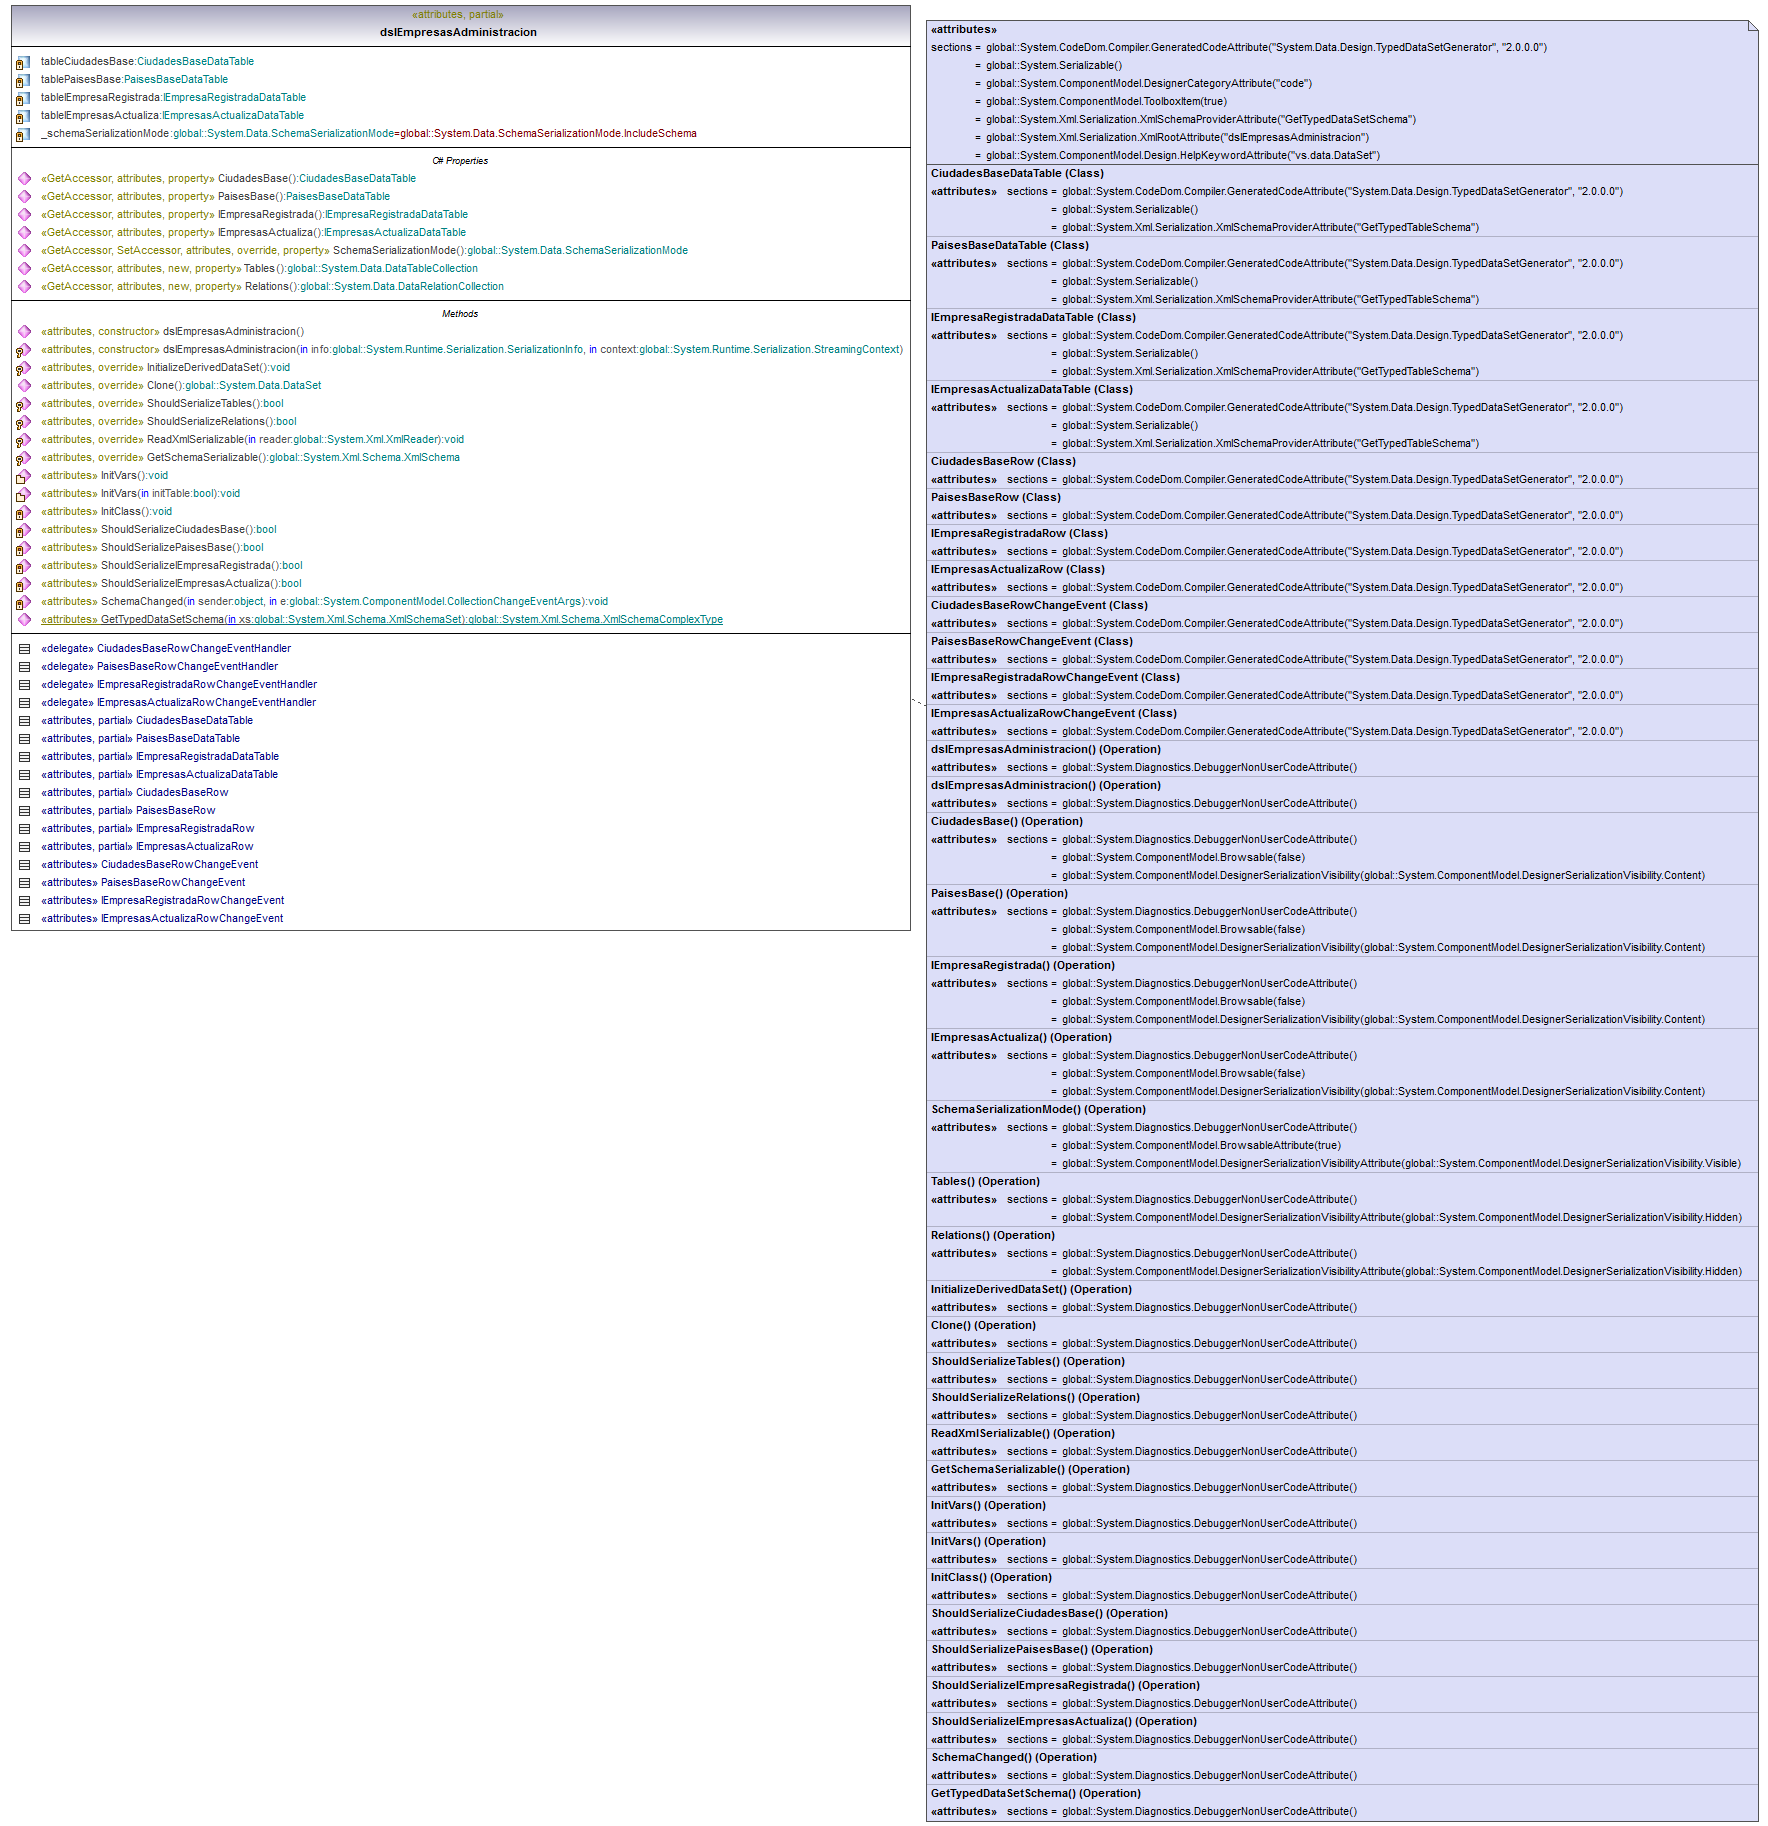 «attributes, partial»
dsIEmpresasAdministracion
tableCiudadesBase:CiudadesBaseDataTable
tablePaisesBase:PaisesBaseDataTable
tableIEmpresaRegistrada:IEmpresaRegistradaDataTable
tableIEmpresasActualiza:IEmpresasActualizaDataTable
_schemaSerializationMode:global::System.Data.SchemaSerializationMode=global::System.Data.SchemaSerializationMode.IncludeSchema
C# Properties
«GetAccessor, attributes, property» CiudadesBase():CiudadesBaseDataTable
«GetAccessor, attributes, property» PaisesBase():PaisesBaseDataTable
«GetAccessor, attributes, property» IEmpresaRegistrada():IEmpresaRegistradaDataTable
«GetAccessor, attributes, property» IEmpresasActualiza():IEmpresasActualizaDataTable
«GetAccessor, SetAccessor, attributes, override, property» SchemaSerializationMode():global::System.Data.SchemaSerializationMode
«GetAccessor, attributes, new, property» Tables():global::System.Data.DataTableCollection
«GetAccessor, attributes, new, property» Relations():global::System.Data.DataRelationCollection
Methods
«attributes, constructor» dsIEmpresasAdministracion()
«attributes, constructor» dsIEmpresasAdministracion(in info:global::System.Runtime.Serialization.SerializationInfo, in context:global::System.Runtime.Serialization.StreamingContext)
«attributes, override» InitializeDerivedDataSet():void
«attributes, override» Clone():global::System.Data.DataSet
«attributes, override» ShouldSerializeTables():bool
«attributes, override» ShouldSerializeRelations():bool
«attributes, override» ReadXmlSerializable(in reader:global::System.Xml.XmlReader):void
«attributes, override» GetSchemaSerializable():global::System.Xml.Schema.XmlSchema
«attributes» InitVars():void
«attributes» InitVars(in initTable:bool):void
«attributes» InitClass():void
«attributes» ShouldSerializeCiudadesBase():bool
«attributes» ShouldSerializePaisesBase():bool
«attributes» ShouldSerializeIEmpresaRegistrada():bool
«attributes» ShouldSerializeIEmpresasActualiza():bool
«attributes» SchemaChanged(in sender:object, in e:global::System.ComponentModel.CollectionChangeEventArgs):void
«attributes» GetTypedDataSetSchema(in xs:global::System.Xml.Schema.XmlSchemaSet):global::System.Xml.Schema.XmlSchemaComplexType
«delegate» CiudadesBaseRowChangeEventHandler
«delegate» PaisesBaseRowChangeEventHandler
«delegate» IEmpresaRegistradaRowChangeEventHandler
«delegate» IEmpresasActualizaRowChangeEventHandler
«attributes, partial» CiudadesBaseDataTable
«attributes, partial» PaisesBaseDataTable
«attributes, partial» IEmpresaRegistradaDataTable
«attributes, partial» IEmpresasActualizaDataTable
«attributes, partial» CiudadesBaseRow
«attributes, partial» PaisesBaseRow
«attributes, partial» IEmpresaRegistradaRow
«attributes, partial» IEmpresasActualizaRow
«attributes» CiudadesBaseRowChangeEvent
«attributes» PaisesBaseRowChangeEvent
«attributes» IEmpresaRegistradaRowChangeEvent
«attributes» IEmpresasActualizaRowChangeEvent
«attributes»
sections = global::System.CodeDom.Compiler.GeneratedCodeAttribute("System.Data.Design.TypedDataSetGenerator", "2.0.0.0")
= global::System.Serializable()
= global::System.ComponentModel.DesignerCategoryAttribute("code")
= global::System.ComponentModel.ToolboxItem(true)
= global::System.Xml.Serialization.XmlSchemaProviderAttribute("GetTypedDataSetSchema")
= global::System.Xml.Serialization.XmlRootAttribute("dsIEmpresasAdministracion")
= global::System.ComponentModel.Design.HelpKeywordAttribute("vs.data.DataSet")
CiudadesBaseDataTable (Class)
«attributes» sections = global::System.CodeDom.Compiler.GeneratedCodeAttribute("System.Data.Design.TypedDataSetGenerator", "2.0.0.0")
= global::System.Serializable()
= global::System.Xml.Serialization.XmlSchemaProviderAttribute("GetTypedTableSchema")
PaisesBaseDataTable (Class)
«attributes» sections = global::System.CodeDom.Compiler.GeneratedCodeAttribute("System.Data.Design.TypedDataSetGenerator", "2.0.0.0")
= global::System.Serializable()
= global::System.Xml.Serialization.XmlSchemaProviderAttribute("GetTypedTableSchema")
IEmpresaRegistradaDataTable (Class)
«attributes» sections = global::System.CodeDom.Compiler.GeneratedCodeAttribute("System.Data.Design.TypedDataSetGenerator", "2.0.0.0")
= global::System.Serializable()
= global::System.Xml.Serialization.XmlSchemaProviderAttribute("GetTypedTableSchema")
IEmpresasActualizaDataTable (Class)
«attributes» sections = global::System.CodeDom.Compiler.GeneratedCodeAttribute("System.Data.Design.TypedDataSetGenerator", "2.0.0.0")
= global::System.Serializable()
= global::System.Xml.Serialization.XmlSchemaProviderAttribute("GetTypedTableSchema")
CiudadesBaseRow (Class)
«attributes» sections = global::System.CodeDom.Compiler.GeneratedCodeAttribute("System.Data.Design.TypedDataSetGenerator", "2.0.0.0")
PaisesBaseRow (Class)
«attributes» sections = global::System.CodeDom.Compiler.GeneratedCodeAttribute("System.Data.Design.TypedDataSetGenerator", "2.0.0.0")
IEmpresaRegistradaRow (Class)
«attributes» sections = global::System.CodeDom.Compiler.GeneratedCodeAttribute("System.Data.Design.TypedDataSetGenerator", "2.0.0.0")
IEmpresasActualizaRow (Class)
«attributes» sections = global::System.CodeDom.Compiler.GeneratedCodeAttribute("System.Data.Design.TypedDataSetGenerator", "2.0.0.0")
CiudadesBaseRowChangeEvent (Class)
«attributes» sections = global::System.CodeDom.Compiler.GeneratedCodeAttribute("System.Data.Design.TypedDataSetGenerator", "2.0.0.0")
PaisesBaseRowChangeEvent (Class)
«attributes» sections = global::System.CodeDom.Compiler.GeneratedCodeAttribute("System.Data.Design.TypedDataSetGenerator", "2.0.0.0")
IEmpresaRegistradaRowChangeEvent (Class)
«attributes» sections = global::System.CodeDom.Compiler.GeneratedCodeAttribute("System.Data.Design.TypedDataSetGenerator", "2.0.0.0")
IEmpresasActualizaRowChangeEvent (Class)
«attributes» sections = global::System.CodeDom.Compiler.GeneratedCodeAttribute("System.Data.Design.TypedDataSetGenerator", "2.0.0.0")
dsIEmpresasAdministracion() (Operation)
«attributes» sections = global::System.Diagnostics.DebuggerNonUserCodeAttribute()
dsIEmpresasAdministracion() (Operation)
«attributes» sections = global::System.Diagnostics.DebuggerNonUserCodeAttribute()
CiudadesBase() (Operation)
«attributes» sections = global::System.Diagnostics.DebuggerNonUserCodeAttribute()
= global::System.ComponentModel.Browsable(false)
= global::System.ComponentModel.DesignerSerializationVisibility(global::System.ComponentModel.DesignerSerializationVisibility.Content)
PaisesBase() (Operation)
«attributes» sections = global::System.Diagnostics.DebuggerNonUserCodeAttribute()
= global::System.ComponentModel.Browsable(false)
= global::System.ComponentModel.DesignerSerializationVisibility(global::System.ComponentModel.DesignerSerializationVisibility.Content)
IEmpresaRegistrada() (Operation)
«attributes» sections = global::System.Diagnostics.DebuggerNonUserCodeAttribute()
= global::System.ComponentModel.Browsable(false)
= global::System.ComponentModel.DesignerSerializationVisibility(global::System.ComponentModel.DesignerSerializationVisibility.Content)
IEmpresasActualiza() (Operation)
«attributes» sections = global::System.Diagnostics.DebuggerNonUserCodeAttribute()
= global::System.ComponentModel.Browsable(false)
= global::System.ComponentModel.DesignerSerializationVisibility(global::System.ComponentModel.DesignerSerializationVisibility.Content)
SchemaSerializationMode() (Operation)
«attributes» sections = global::System.Diagnostics.DebuggerNonUserCodeAttribute()
= global::System.ComponentModel.BrowsableAttribute(true)
= global::System.ComponentModel.DesignerSerializationVisibilityAttribute(global::System.ComponentModel.DesignerSerializationVisibility.Visible)
Tables() (Operation)
«attributes» sections = global::System.Diagnostics.DebuggerNonUserCodeAttribute()
= global::System.ComponentModel.DesignerSerializationVisibilityAttribute(global::System.ComponentModel.DesignerSerializationVisibility.Hidden)
Relations() (Operation)
«attributes» sections = global::System.Diagnostics.DebuggerNonUserCodeAttribute()
= global::System.ComponentModel.DesignerSerializationVisibilityAttribute(global::System.ComponentModel.DesignerSerializationVisibility.Hidden)
InitializeDerivedDataSet() (Operation)
«attributes» sections = global::System.Diagnostics.DebuggerNonUserCodeAttribute()
Clone() (Operation)
«attributes» sections = global::System.Diagnostics.DebuggerNonUserCodeAttribute()
ShouldSerializeTables() (Operation)
«attributes» sections = global::System.Diagnostics.DebuggerNonUserCodeAttribute()
ShouldSerializeRelations() (Operation)
«attributes» sections = global::System.Diagnostics.DebuggerNonUserCodeAttribute()
ReadXmlSerializable() (Operation)
«attributes» sections = global::System.Diagnostics.DebuggerNonUserCodeAttribute()
GetSchemaSerializable() (Operation)
«attributes» sections = global::System.Diagnostics.DebuggerNonUserCodeAttribute()
InitVars() (Operation)
«attributes» sections = global::System.Diagnostics.DebuggerNonUserCodeAttribute()
InitVars() (Operation)
«attributes» sections = global::System.Diagnostics.DebuggerNonUserCodeAttribute()
InitClass() (Operation)
«attributes» sections = global::System.Diagnostics.DebuggerNonUserCodeAttribute()
ShouldSerializeCiudadesBase() (Operation)
«attributes» sections = global::System.Diagnostics.DebuggerNonUserCodeAttribute()
ShouldSerializePaisesBase() (Operation)
«attributes» sections = global::System.Diagnostics.DebuggerNonUserCodeAttribute()
ShouldSerializeIEmpresaRegistrada() (Operation)
«attributes» sections = global::System.Diagnostics.DebuggerNonUserCodeAttribute()
ShouldSerializeIEmpresasActualiza() (Operation)
«attributes» sections = global::System.Diagnostics.DebuggerNonUserCodeAttribute()
SchemaChanged() (Operation)
«attributes» sections = global::System.Diagnostics.DebuggerNonUserCodeAttribute()
GetTypedDataSetSchema() (Operation)
«attributes» sections = global::System.Diagnostics.DebuggerNonUserCodeAttribute()